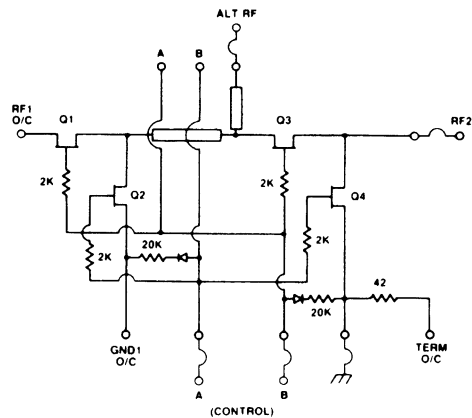 ALT RF
A B
RF1
O/C
Q1
Q3
RF2
2K
Q2
2K
Q4
2K
20K
2K
42
20K
GND1
O/C
TERM
O/C
A
B
(CONTROL)